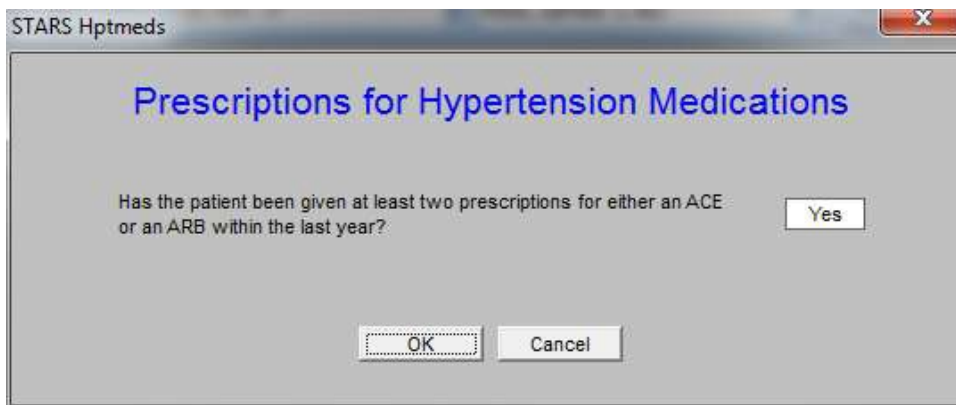 STARS Hptmeds
X
Prescriptions for Hypertension Medications
Has the patient been given at least two prescriptions for either an ACE
or an ARB within the last year?
Yes
OK
Cancel